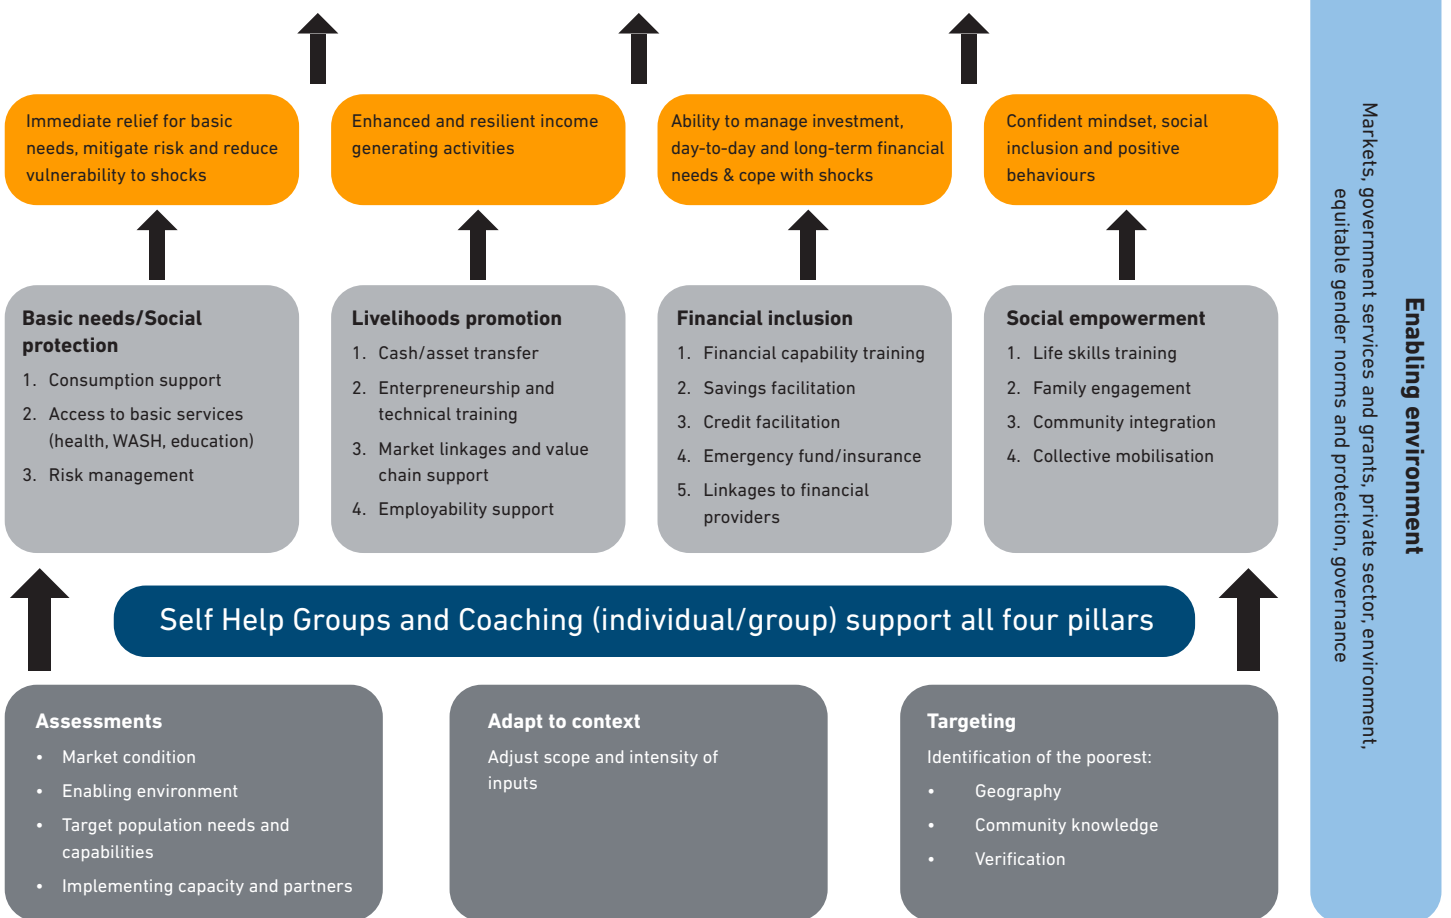 Immediate relief for basic
needs, mitigate risk and reduce
vulnerability to shocks
Enhanced and resilient income
generating activities
Ability to manage investment,
day-to-day and long-term financial
needs & cope with shocks
Confident mindset, social
inclusion and positive
behaviours
Basic needs/Social
protection
1. Consumption support
2. Access to basic services
(health, WASH, education)
3. Risk management
Livelihoods promotion
1. Cash/asset transfer
2. Enterpreneurship and
technical training
3. Market linkages and value
chain support
4. Employability support
Financial inclusion
1. Financial capability training
2. Savings facilitation
3. Credit facilitation
4. Emergency fund/insurance
5. Linkages to financial
providers
Social empowerment
1. Life skills training
2. Family engagement
3. Community integration
4. Collective mobilisation
Self Help Groups and Coaching (individual/group) support all four pillars
Assessments
• Market condition
• Enabling environment
• Target population needs and
capabilities
• Implementing capacity and partners
Adapt to context
Adjust scope and intensity of
inputs
Targeting
Identification of the poorest:
• Geography
• Community knowledge
• Verification
Enabling environment
Markets, government services and grants, private sector, environment,
equitable gender norms and protection, governance